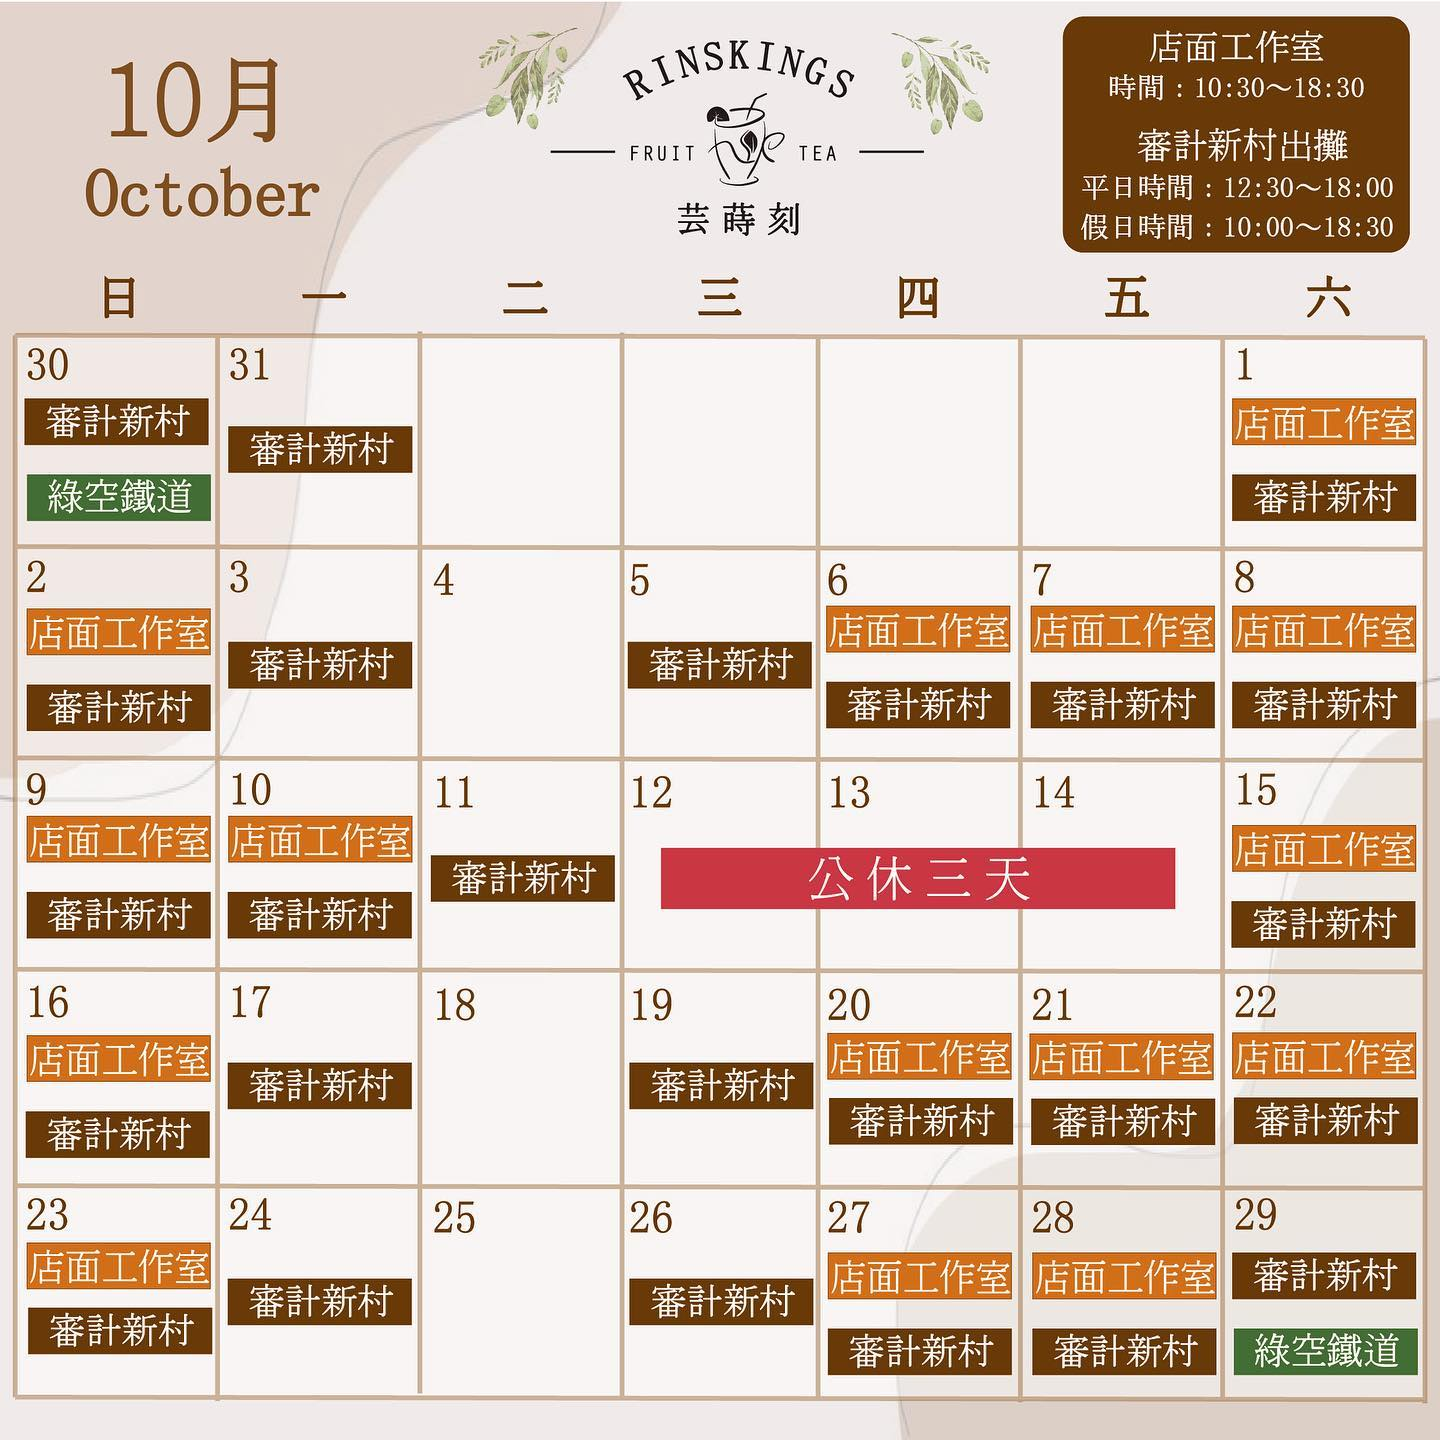 10月
October
RINSKINGS
FRUIT TEA
芸蒔刻
店面工作室
時間：10:30～18:30
審計新村出攤
平日時間：12:30～18:00
假日時間：10:00～18:30
日 一 二 三 四 五 六
30
審計新村
綠空鐵道
31
審計新村
1
店面工作室
審計新村
2
店面工作室
審計新村
3
審計新村
4
5
審計新村
6
店面工作室
審計新村
7
店面工作室
審計新村
8
店面工作室
審計新村
9
店面工作室
審計新村
10
店面工作室
審計新村
11
審計新村
12
13
14
公休三天
15
店面工作室
審計新村
16
店面工作室
審計新村
17
審計新村
18
19
審計新村
20
店面工作室
審計新村
21
店面工作室
審計新村
22
店面工作室
審計新村
23
店面工作室
審計新村
24
審計新村
25
26
審計新村
27
店面工作室
審計新村
28
店面工作室
審計新村
29
審計新村
綠空鐵道